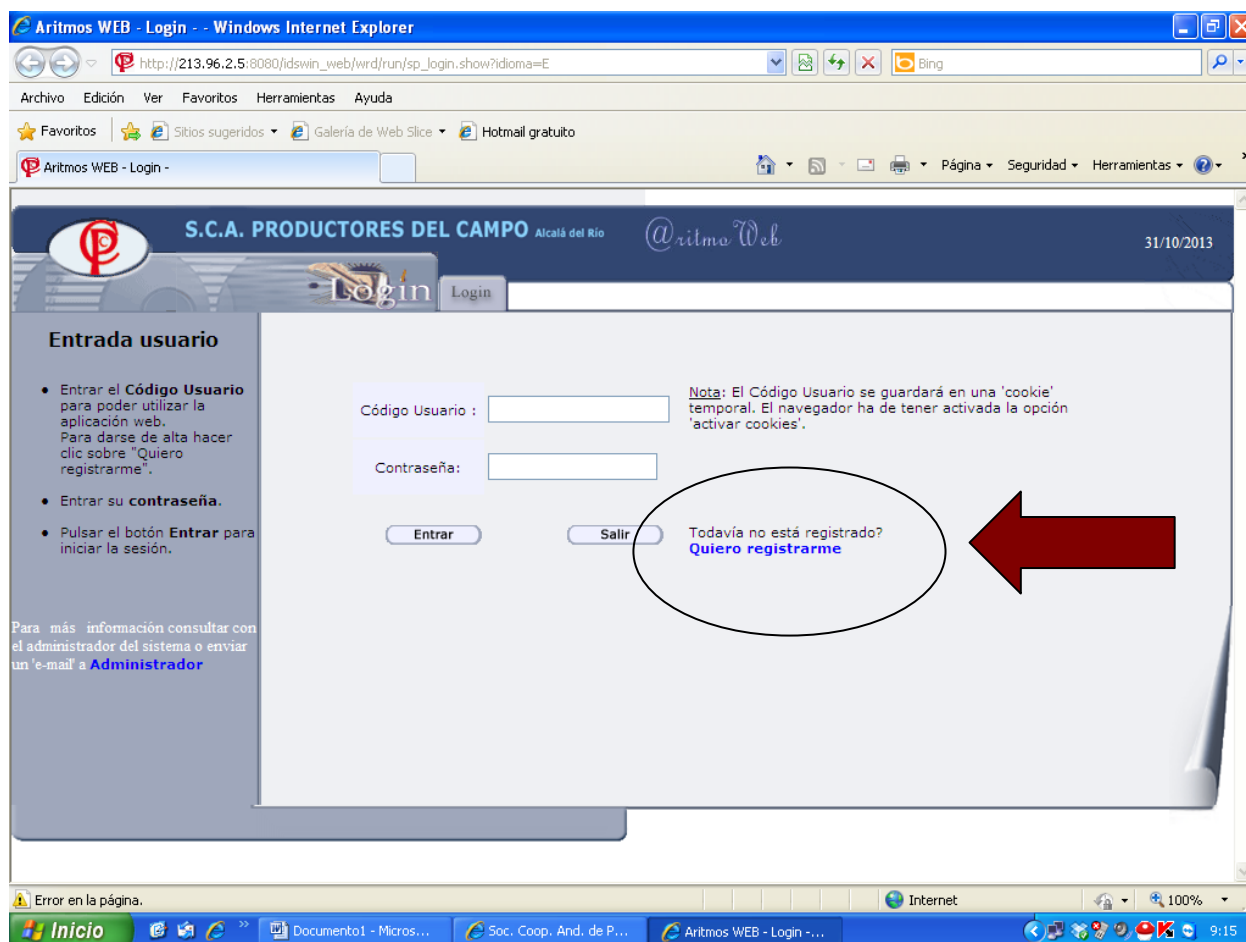 Aritmos WEB - Login - - Windows Internet Explorer
http://213.96.2.5:8080/idswin_web/wrd/run/sp_login.show?idioma=E
Bing
Archivo Edición Ver Favoritos Herramientas Ayuda
Favoritos Sitios sugeridos Galería de Web Slice Hotmail gratuito
Aritmos WEB - Login - Página Seguridad Herramientas
S.C.A. PRODUCTORES DEL CAMPO Alcalá del Río @ritmo Web
31/10/2013
Login Login
Entrada usuario
Entrar el Código Usuario
para poder utilizar la
aplicación web.
Para darse de alta hacer
clic sobre "Quiero
registrarme".
Entrar su contraseña.
Pulsar el botón Entrar para
iniciar la sesión.
Para más información consultar con
el administrador del sistema o enviar
un 'e-mail' a Administrador
Código Usuario :
Nota: El Código Usuario se guardará en una 'cookie'
temporal. El navegador ha de tener activada la opción
'activar cookies'.
Contraseña:
Entrar Salir
Todavía no está registrado?
Quiero registrarme
Error en la página. Internet 100%
Inicio Documento1 - Micros... Soc. Coop. And. de P... Aritmos WEB - Login -... 9:15